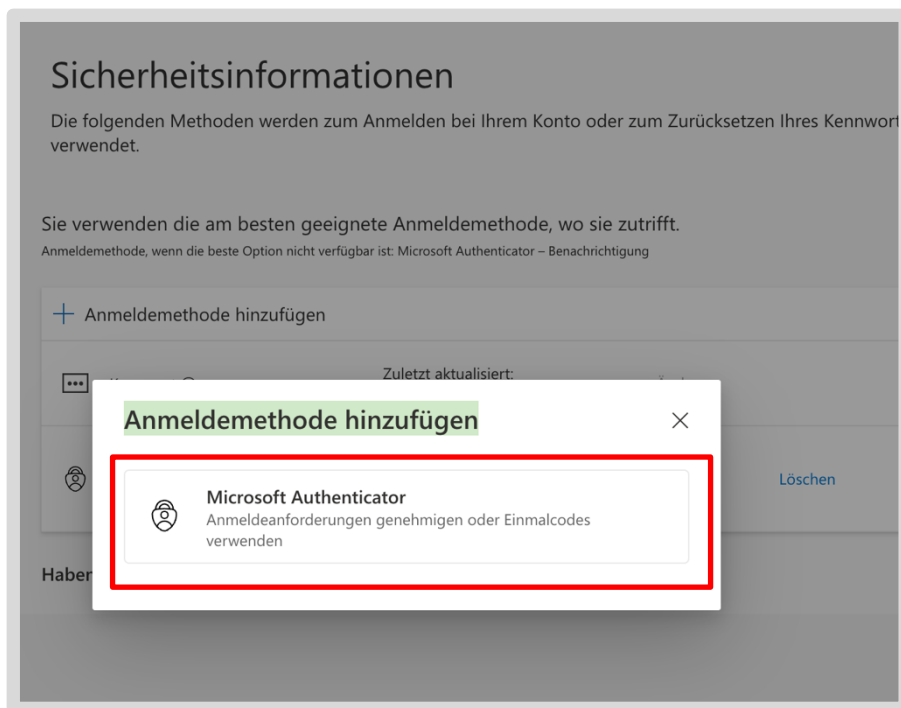 Sicherheitsinformationen
Die folgenden Methoden werden zum Anmelden bei Ihrem Konto oder zum Zurücksetzen Ihres Kennwort
verwendet.
Sie verwenden die am besten geeignete Anmeldemethode, wo sie zutrifft.
Anmeldemethode, wenn die beste Option nicht verfügbar ist: Microsoft Authenticator – Benachrichtigung
Anmeldemethode hinzufügen
Zuletzt aktualisiert:
Anmeldemethode hinzufügen
Microsoft Authenticator
Anmeldeanforderungen genehmigen oder Einmalcodes
verwenden
Löschen
Haben